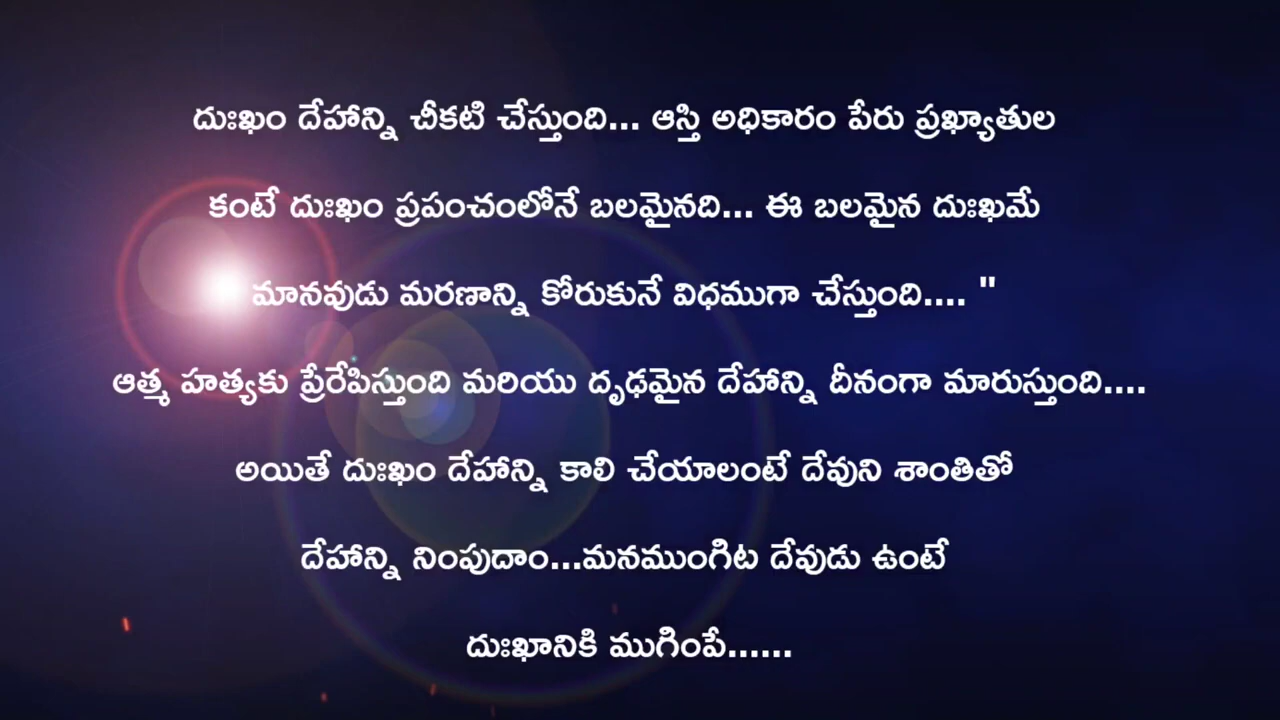 దుఃఖం దేహాన్ని చీకటి చేస్తుంది... ఆస్తి అధికారం పేరు ప్రఖ్యాతుల
కంటే దుఃఖం ప్రపంచంలోనే బలమైనది... ఈ బలమైన దుఃఖమే
మానవుడు మరణాన్ని కోరుకునే విధముగా చేస్తుంది.... "
ఆత్మ హత్యకు ప్రేరేపిస్తుంది మరియు దృఢమైన దేహాన్ని దీనంగా మారుస్తుంది....
అయితే దుఃఖం దేహాన్ని కాలి చేయాలంటే దేవుని శాంతితో
దేహాన్ని నింపుదాం...మనముంగిట దేవుడు ఉంటే
దుఃఖానికి ముగింపే......